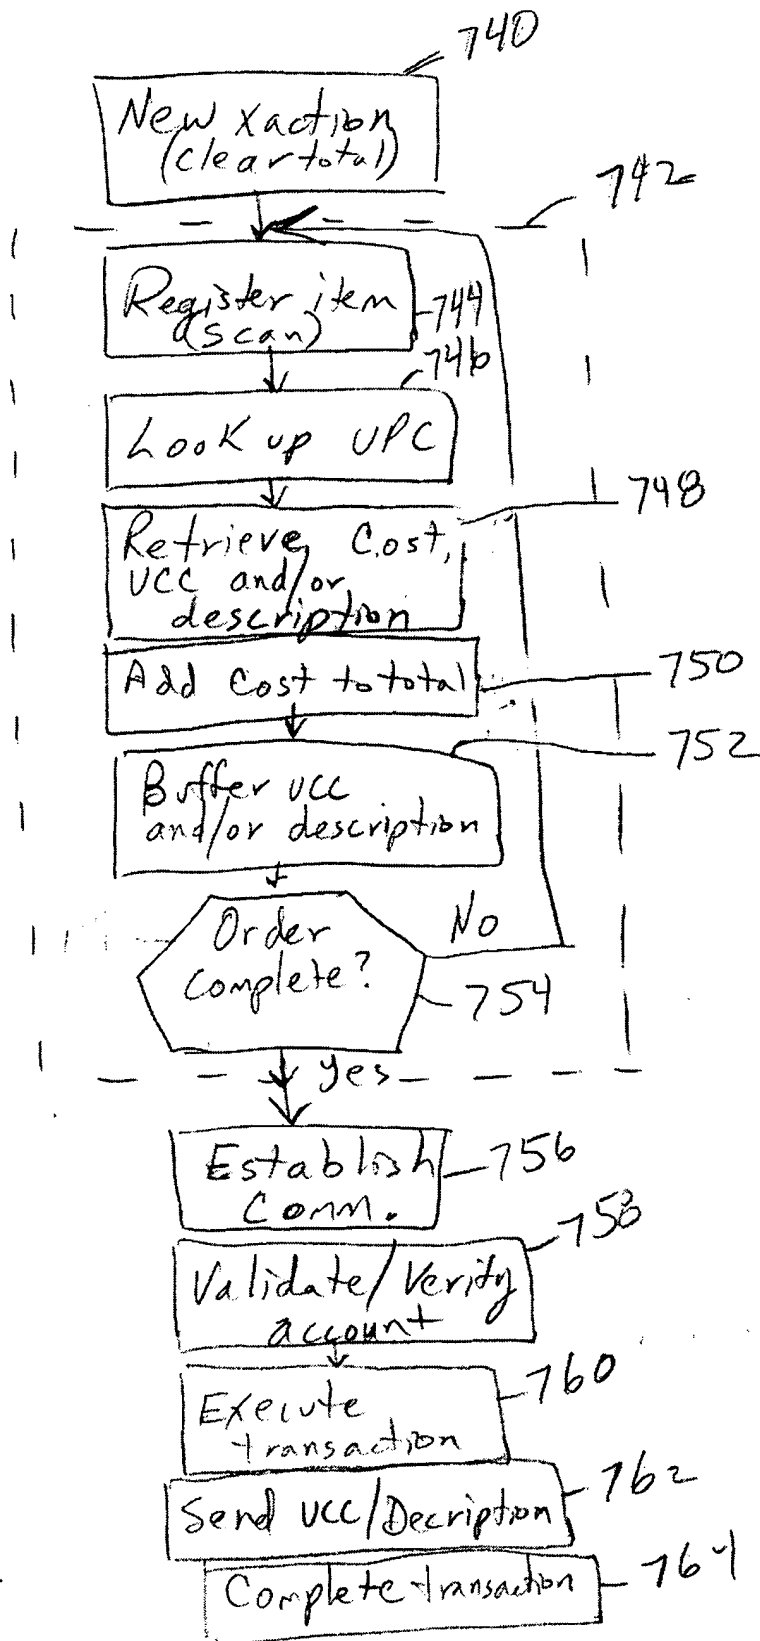 740
New xaction
(clear total)
742
Register item
(scan)
744
746
Look up UPC
748
Retrieve Cost,
UCC and/or
description
Add cost to total
750
752
Buffer UCC
and/or description
Order
complete?
No
754
yes
Establish
Comm.
756
758
Validate/Verify
account
760
Execute
transaction
762
Send UCC/Decription
Complete transaction
764